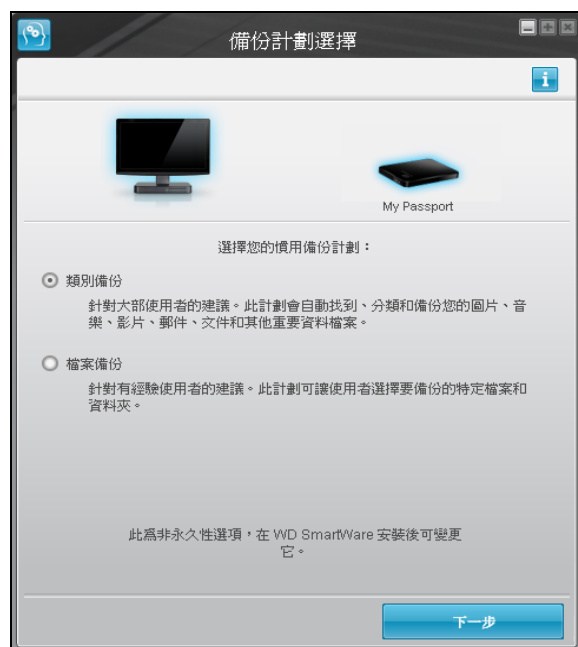 備份計劃選擇
My Passport
選擇您的慣用備份計劃：
類別備份
針對大部使用者的建議。此計劃會自動找到、分類和備份您的圖片、音
樂、影片、郵件、文件和其他重要資料檔案。
檔案備份
針對有經驗使用者的建議。此計劃可讓使用者選擇要備份的特定檔案和
資料夾。
此為非永久性選項，在 WD SmartWare 安裝後可變更
它。
下一步